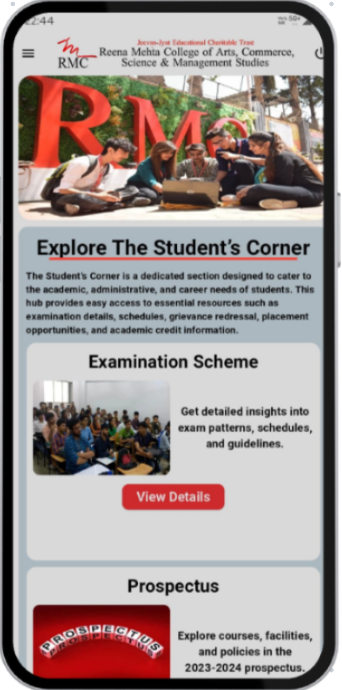 22:44
Jeevan-Jyot Educational Charitable Trust
RMC
Reena Mehta College of Arts, Commerce,
Science & Management Studies
RMC
Explore The Student's Corner
The Student's Corner is a dedicated section designed to cater to
the academic, administrative, and career needs of students. This
hub provides easy access to essential resources such as
examination details, schedules, grievance redressal, placement
opportunities, and academic credit information.
Examination Scheme
Get detailed insights into
exam patterns, schedules,
and guidelines.
View Details
Prospectus
PROSPECTUS
Explore courses, facilities,
and policies in the
2023-2024 prospectus.